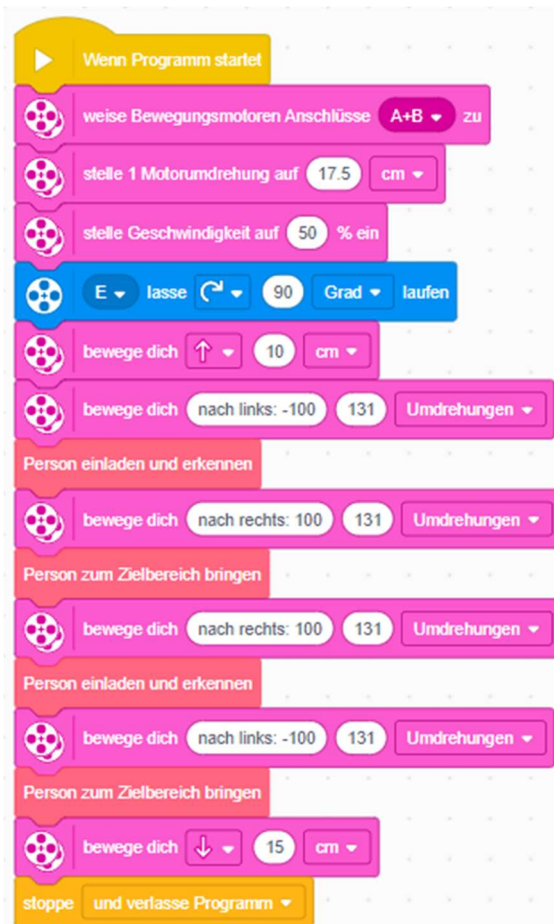 Wenn Programm startet
weise Bewegungsmotoren Anschlüsse A+B zu
stelle 1 Motorumdrehung auf 17.5 cm
stelle Geschwindigkeit auf 50 % ein
E lasse 90 Grad laufen
bewege dich 10 cm
bewege dich nach links: -100 131 Umdrehungen
Person einladen und erkennen
bewege dich nach rechts: 100 131 Umdrehungen
Person zum Zielbereich bringen
bewege dich nach rechts: 100 131 Umdrehungen
Person einladen und erkennen
bewege dich nach links: -100 131 Umdrehungen
Person zum Zielbereich bringen
bewege dich 15 cm
stoppe und verlasse Programm